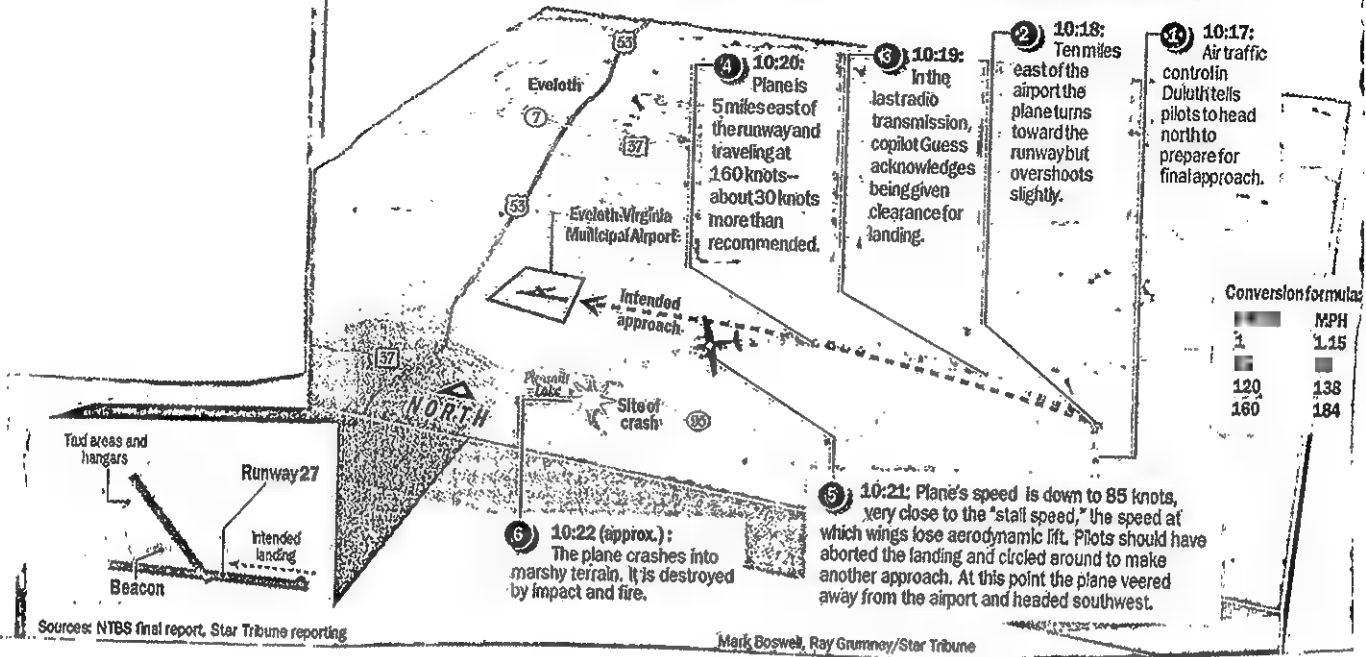 1 10:17:
Air traffic
control in
Duluth tells
pilots to head
north to
prepare for
final approach.
2 10:18:
Ten miles
east of the
airport the
plane turns
toward the
runway but
overshoots
slightly.
3 10:19:
In the
last radio
transmission,
copilot Guess
acknowledges
being given
clearance for
landing.
4 10:20:
Plane is
5 miles east of
the runway and
traveling at
160 knots—
about 30 knots
more than
recommended.
53
Eveleth
7
37
53
Eveleth-Virginia
Municipal Airport
Intended
approach
37
NORTH
Lake
Site of
crash
95
Conversion formula:
MPH
1 1.15
120 138
160 184
Taxi areas and
hangars
Runway 27
Intended
landing
Beacon
5 10:21: Plane's speed is down to 85 knots,
very close to the "stall speed," the speed at
which wings lose aerodynamic lift. Pilots should have
aborted the landing and circled around to make
another approach. At this point the plane veered
away from the airport and headed southwest.
6 10:22 (approx.):
The plane crashes into
marshy terrain. It is destroyed
by impact and fire.
Sources: NTBS final report, Star Tribune reporting
Mark Boswell, Ray Grumney/Star Tribune